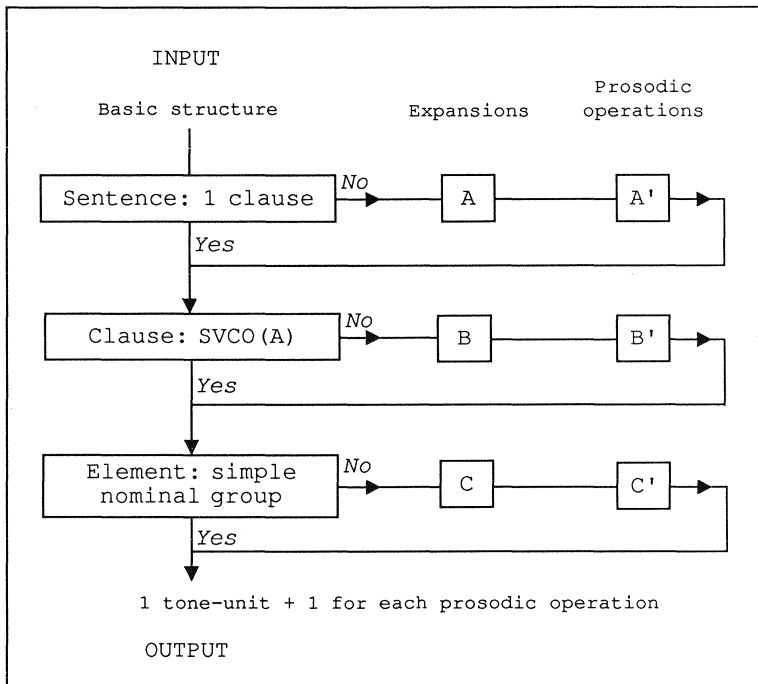 INPUT
Basic structure
Expansions
Prosodic
operations
Sentence: 1 clause
No
A
A'
Yes
Clause: SVCO(A)
No
B
B'
Yes
Element: simple
nominal group
No
C
C'
Yes
1 tone-unit + 1 for each prosodic operation
OUTPUT